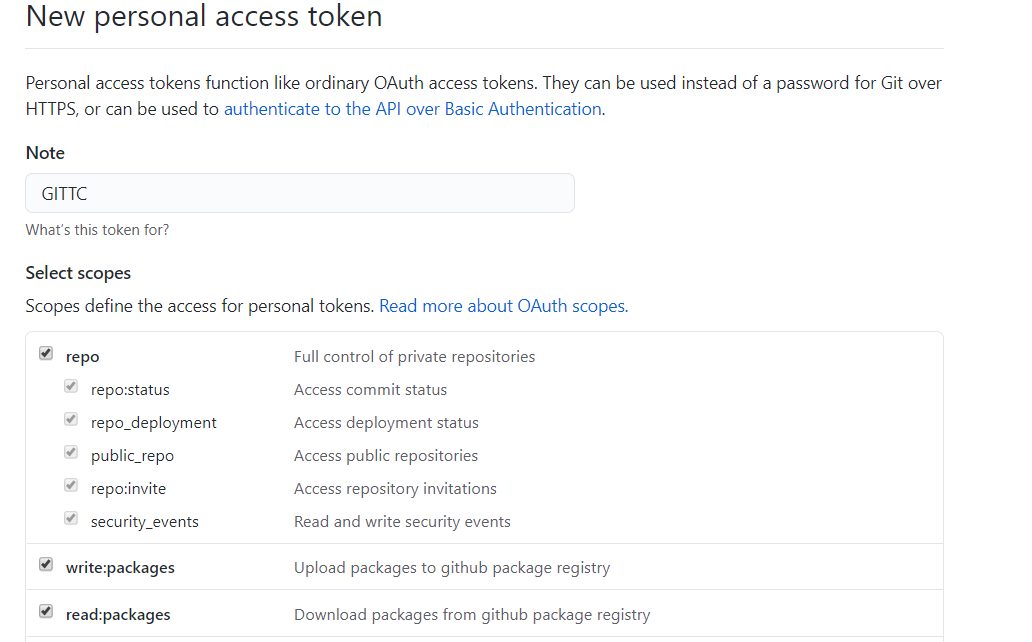 New personal access token
Personal access tokens function like ordinary OAuth access tokens. They can be used instead of a password for Git over
HTTPS, or can be used to authenticate to the API over Basic Authentication.
Note
GITTC
What's this token for?
Select scopes
Scopes define the access for personal tokens. Read more about OAuth scopes.
repo Full control of private repositories
repo:status Access commit status
repo_deployment Access deployment status
public_repo Access public repositories
repo:invite Access repository invitations
security_events Read and write security events
write:packages Upload packages to github package registry
read:packages Download packages from github package registry